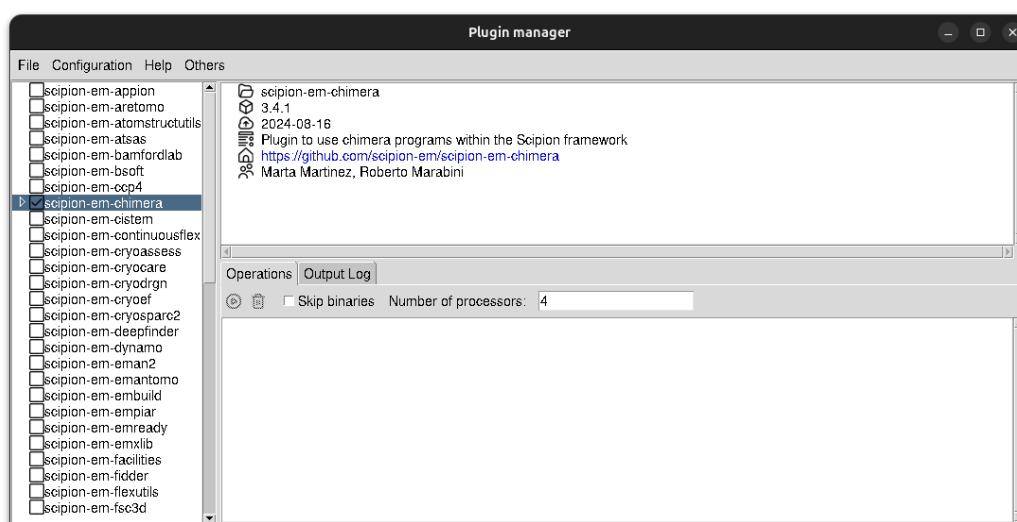 Plugin manager
File Configuration Help Others
scipion-em-appion
scipion-em-aretomo
scipion-em-atomstructutils
scipion-em-atsas
scipion-em-bamfordlab
scipion-em-bsoft
scipion-em-ccp4
scipion-em-chimera
scipion-em-cistem
scipion-em-continuousflex
scipion-em-cryoassess
scipion-em-cryocare
scipion-em-cryodrgn
scipion-em-cryoef
scipion-em-cryosparc2
scipion-em-deepfinder
scipion-em-dynamo
scipion-em-eman2
scipion-em-emantomo
scipion-em-embuild
scipion-em-empiar
scipion-em-emready
scipion-em-emxlib
scipion-em-facilities
scipion-em-fidder
scipion-em-flexutils
scipion-em-fsc3d
scipion-em-chimera
3.4.1
2024-08-16
Plugin to use chimera programs within the Scipion framework
https://github.com/scipion-em/scipion-em-chimera
Marta Martinez, Roberto Marabini
Operations Output Log
Skip binaries Number of processors: 4